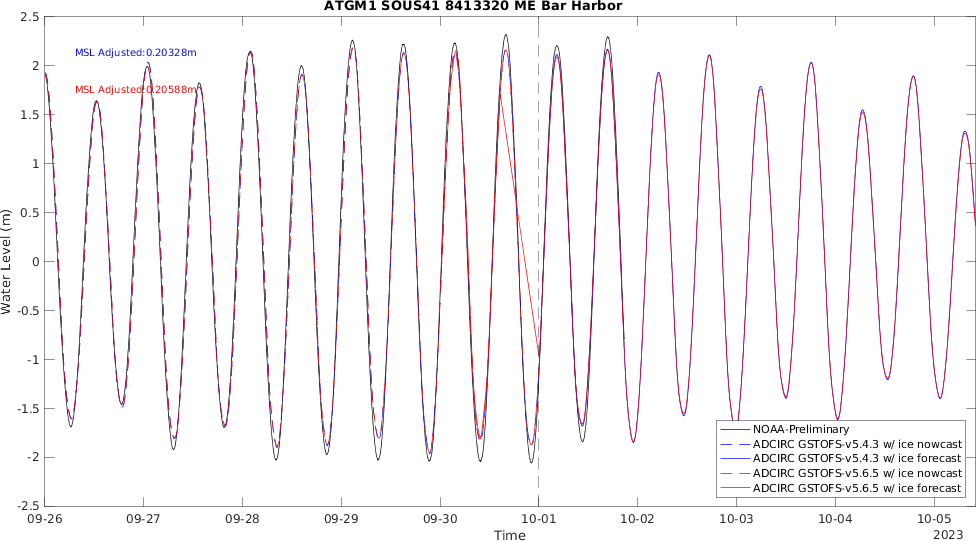 ATGM1 SOUS41 8413320 ME Bar Harbor
MSL Adjusted:0.20328m
MSL Adjusted:0.20588m
Water Level (m)
2.5
2
1.5
1
0.5
0
-0.5
-1
-1.5
-2
-2.5
NOAA-Preliminary
ADCIRC GSTOFS-v5.4.3 w/ ice nowcast
ADCIRC GSTOFS-v5.4.3 w/ ice forecast
ADCIRC GSTOFS-v5.6.5 w/ ice nowcast
ADCIRC GSTOFS-v5.6.5 w/ ice forecast
09-26 09-27 09-28 09-29 09-30 10-01 10-02 10-03 10-04 10-05
Time
2023